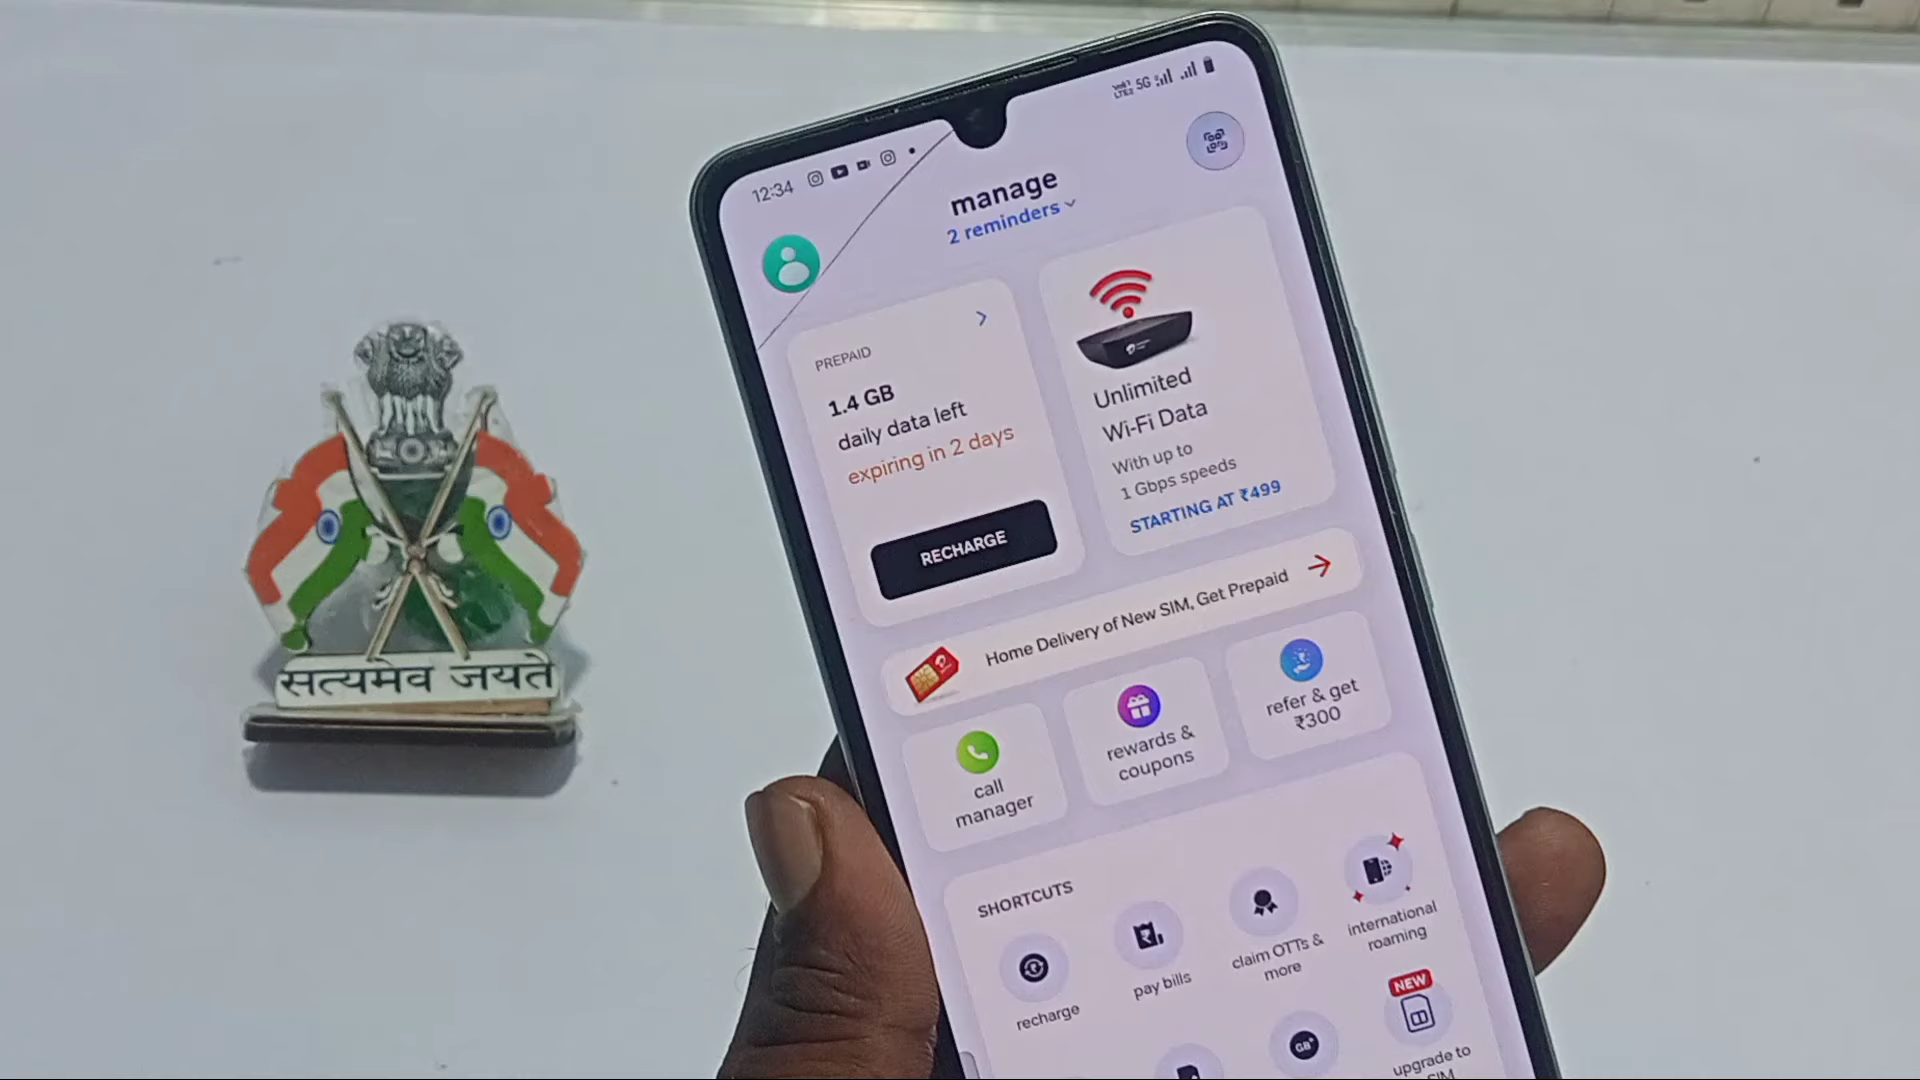 12:34
5G
manage
2 reminders
PREPAID
1.4 GB
daily data left
expiring in 2 days
RECHARGE
Unlimited
Wi-Fi Data
With up to
1 Gbps speeds
STARTING AT ₹499
Home Delivery of New SIM, Get Prepaid
call
manager
rewards &
coupons
refer & get
₹300
SHORTCUTS
recharge
pay bills
claim OTTs &
more
international
roaming
NEW
GB+
upgrade to
SIM
सत्यमेव जयते